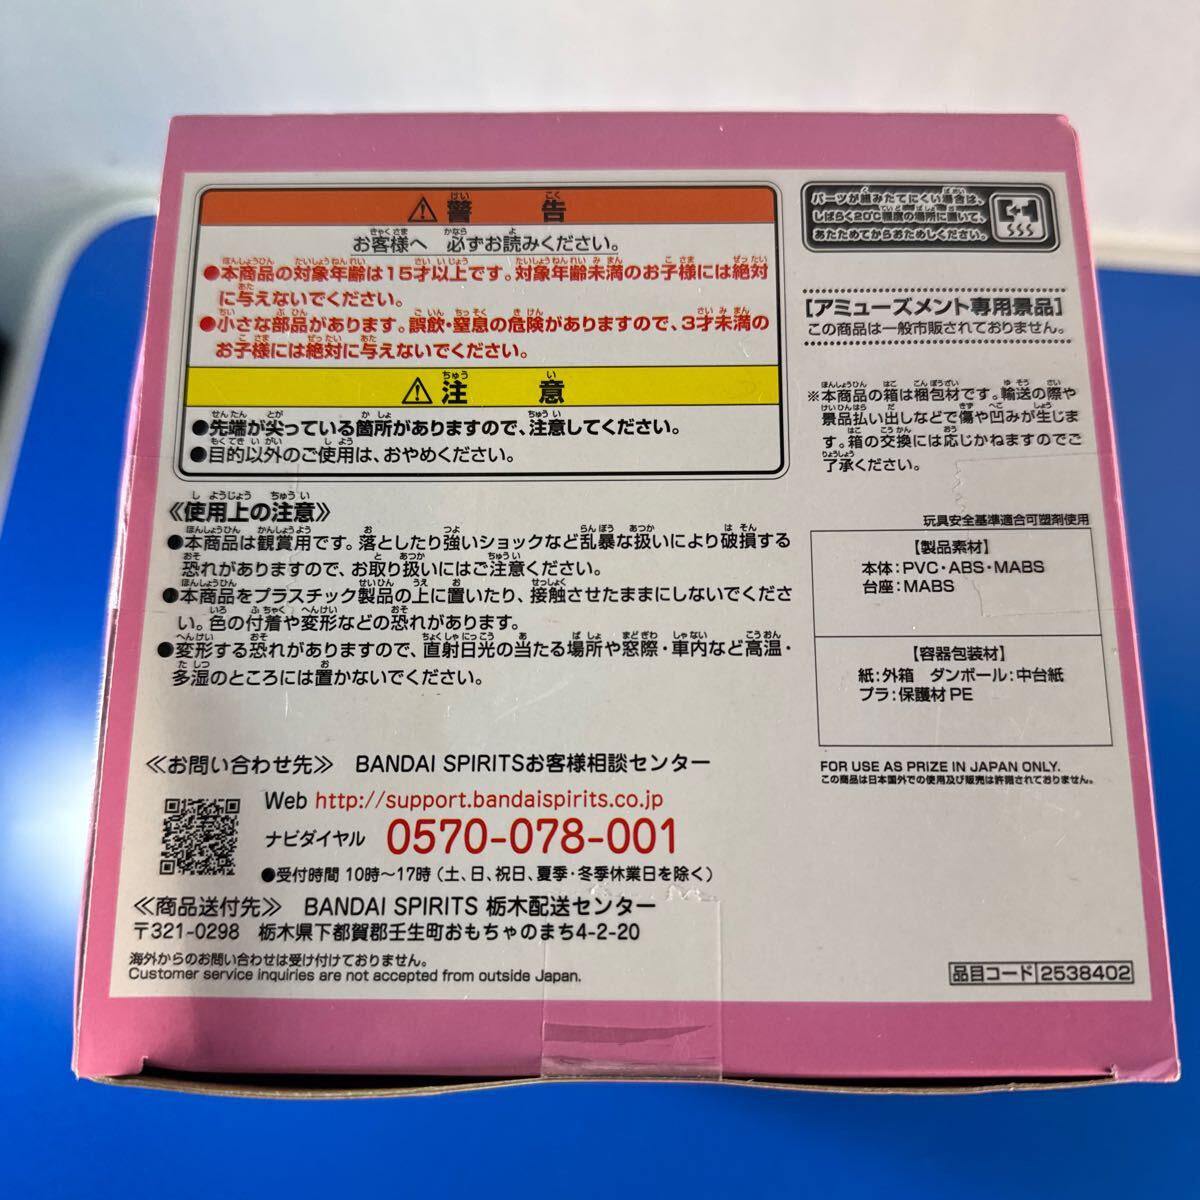 警告
お客様へ 必ずお読みください。
●本商品の対象年齢は15才以上です。対象年齢未満のお子様には絶対
に与えないでください。
●小さな部品があります。誤飲・窒息の危険がありますので、3才未満の
お子様には絶対に与えないでください。
注意
●先端が尖っている箇所がありますので、注意してください。
●目的以外のご使用は、おやめください。
≪使用上の注意≫
●本商品は観賞用です。落としたり強いショックなど乱暴な扱いにより破損する
恐れがありますので、お取り扱いにはご注意ください。
●本商品をプラスチック製品の上に置いたり、接触させたままにしないでくださ
い。色の付着や変形などの恐れがあります。
●変形する恐れがありますので、直射日光の当たる場所や窓際・車内など高温・
多湿のところには置かないでください。
≪お問い合わせ先≫ BANDAI SPIRITSお客様相談センター
Web http://support.bandaispirits.co.jp
ナビダイヤル 0570-078-001
●受付時間 10時〜17時 (土、日、祝日、夏季・冬季休業日を除く)
≪商品送付先≫ BANDAI SPIRITS 栃木配送センター
〒321-0298 栃木県下都賀郡壬生町おもちゃのまち4-2-20
海外からのお問い合わせは受け付けておりません。
Customer service inquiries are not accepted from outside Japan.
パーツが組みたてにくい場合は、
しばらく20℃程度の場所に置いて、
あたためてからおためしください。
[アミューズメント専用景品]
この商品は一般市販されておりません。
※本商品の箱は梱包材です。輸送の際や
景品払い出しなどで傷や凹みが生じま
す。箱の交換には応じかねますのでご
了承ください。
玩具安全基準適合可塑剤使用
【製品素材】
本体:PVC・ABS・MABS
台座:MABS
【容器包装材】
紙:外箱 ダンボール:中台紙
プラ:保護材PE
FOR USE AS PRIZE IN JAPAN ONLY.
この商品は日本国外での使用及び販売は許諾されておりません。
品目コード 2538402